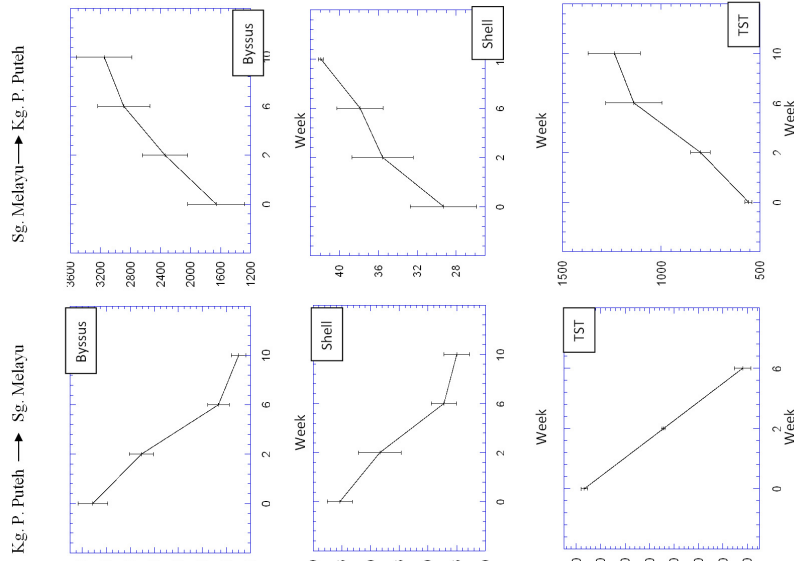 Kg. P. Puteh → Sg. Melayu
Sg. Melayu → Kg. P. Puteh
Byssus
0 2 6 10
Week
3600
3200
2800
2400
2000
1600
1200
Byssus
0 2 6 10
Week
Shell
0 2 6 10
Week
40
36
32
28
Shell
0 2 6 10
Week
TST
0 2 6
Week
1500
1000
500
TST
0 2 6 10
Week